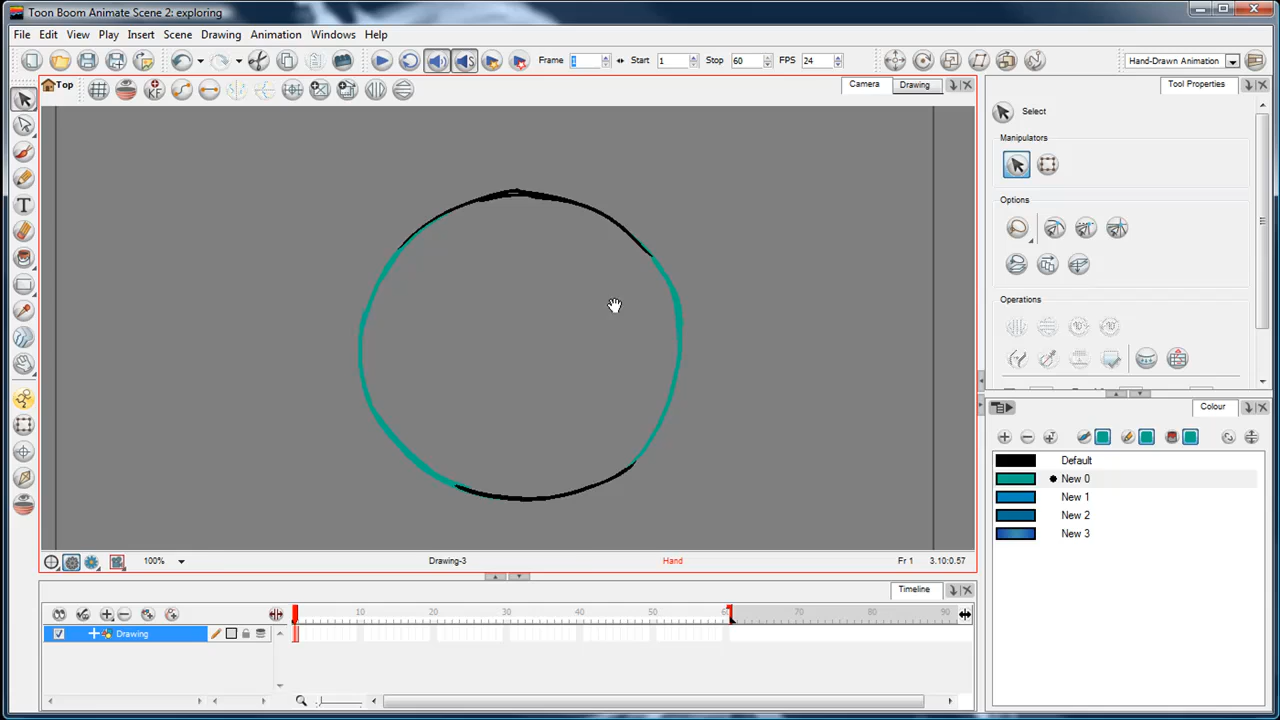 Toon Boom Animate Scene 2: exploring
File Edit View Play Insert Scene Drawing Animation Windows Help
Frame 1 Start 1 Stop 60 FPS 24 Hand-Drawn Animation
Top KF Camera Drawing
Tool Properties
Select
Manipulators
Options
Operations
T
Colour
Default
New 0
New 1
New 2
New 3
100% Drawing-3 Hand Fr 1 3.10:0.57
Timeline
10 20 30 40 50 60 70 80 90
Drawing